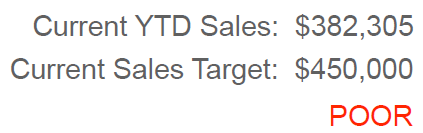 Current YTD Sales: $382,305
Current Sales Target: $450,000
POOR